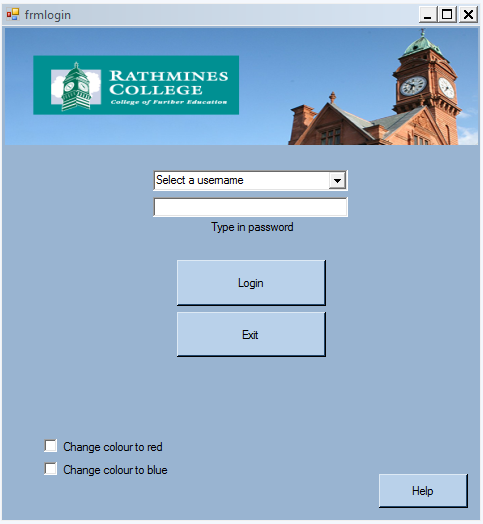 frmlogin
RATHMINES
COLLEGE
College of Further Education
Select a username
Type in password
Login
Exit
Change colour to red
Change colour to blue
Help